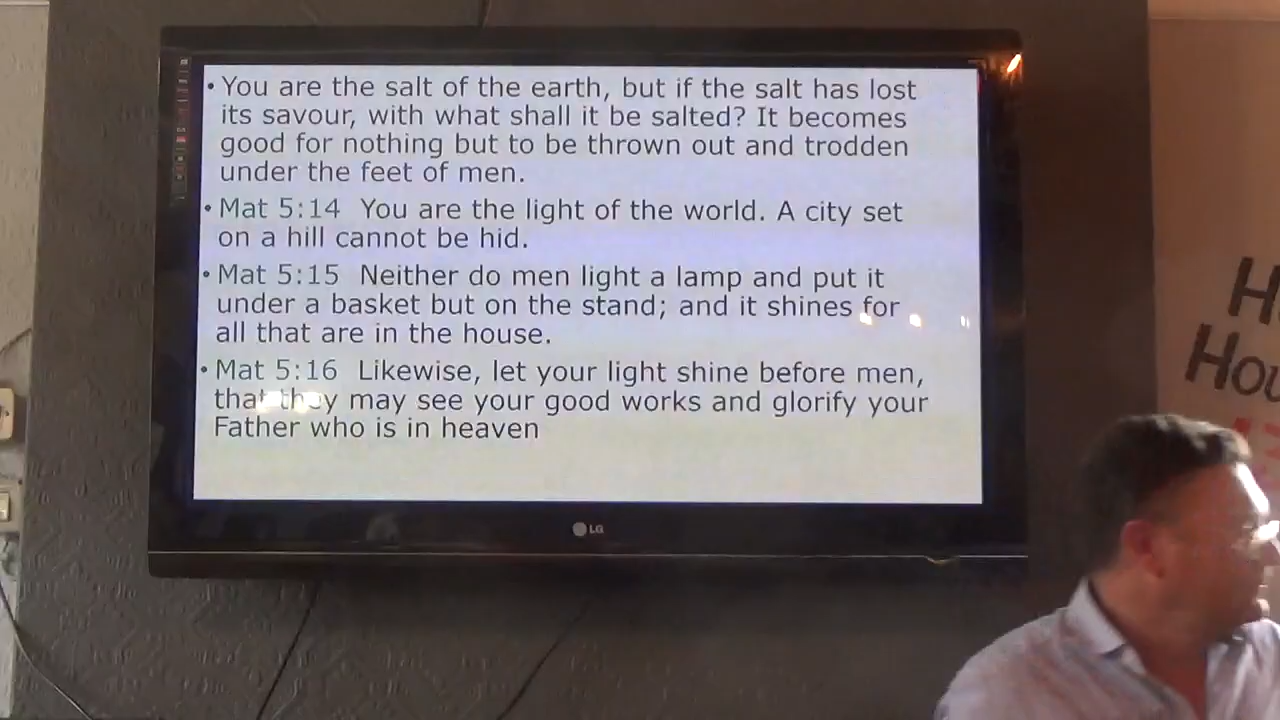 • You are the salt of the earth, but if the salt has lost
its savour, with what shall it be salted? It becomes
good for nothing but to be thrown out and trodden
under the feet of men.
• Mat 5:14 You are the light of the world. A city set
on a hill cannot be hid.
• Mat 5:15 Neither do men light a lamp and put it
under a basket but on the stand; and it shines for
all that are in the house.
• Mat 5:16 Likewise, let your light shine before men,
that they may see your good works and glorify your
Father who is in heaven
LG